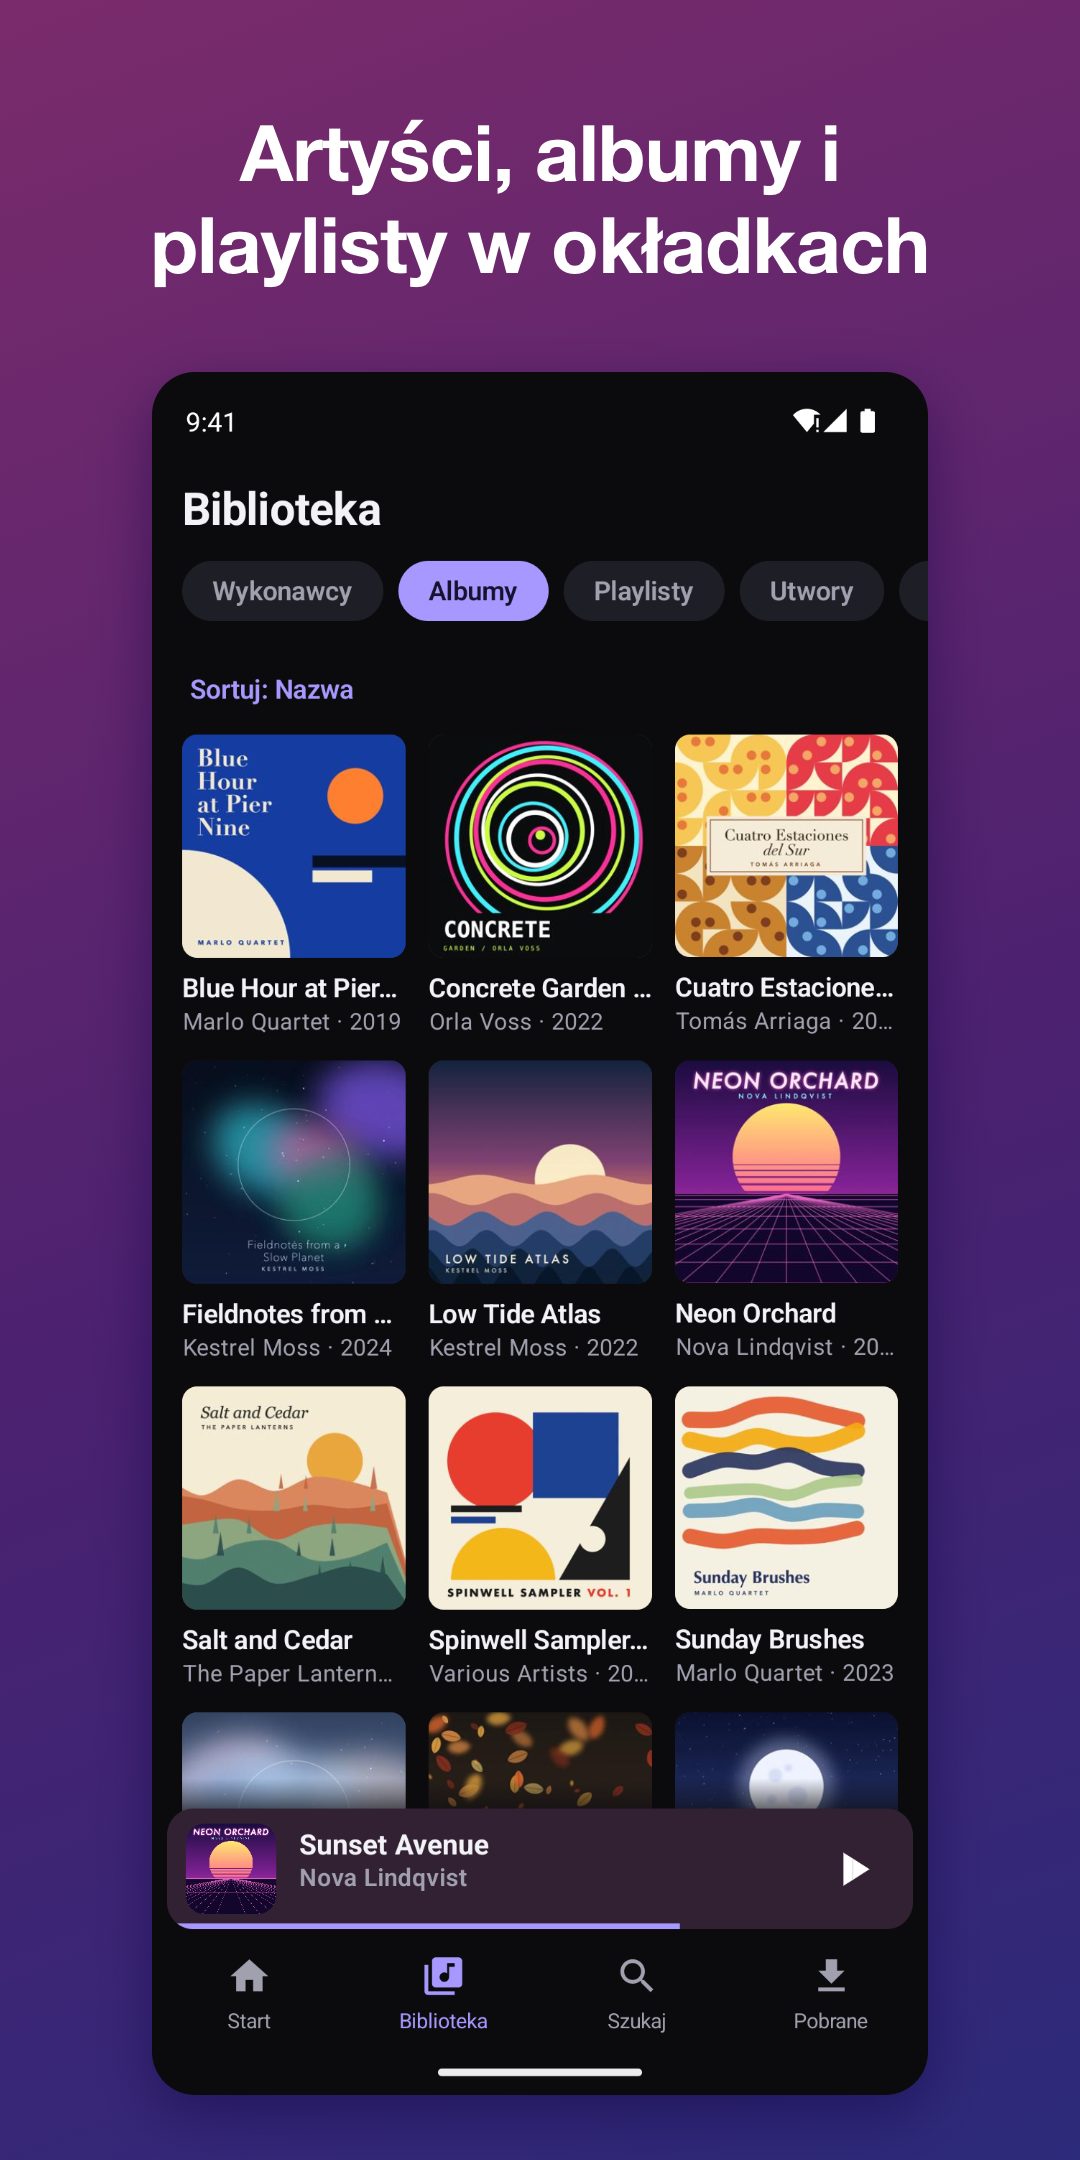 Artyści, albumy i
playlisty w okładkach
9:41
Biblioteka
Wykonawcy
Albumy
Playlisty
Utwory
Sortuj: Nazwa
Blue
Hour
at Pier
Nine
MARLO QUARTET
CONCRETE
GARDEN / ORLA VOSS
Cuatro Estaciones
del Sur
TOMÁS ARRIAGA
Blue Hour at Pier...
Marlo Quartet · 2019
Concrete Garden ...
Orla Voss · 2022
Cuatro Estacione...
Tomás Arriaga · 20...
Fieldnotes from a
Slow Planet
KESTREL MOSS
LOW TIDE ATLAS
KESTREL MOSS
NEON ORCHARD
NOVA LINDQVIST
Fieldnotes from ...
Kestrel Moss · 2024
Low Tide Atlas
Kestrel Moss · 2022
Neon Orchard
Nova Lindqvist · 20...
Salt and Cedar
THE PAPER LANTERNS
SPINWELL SAMPLER VOL. 1
Sunday Brushes
MARLO QUARTET
Salt and Cedar
The Paper Lantern...
Spinwell Sampler...
Various Artists · 20...
Sunday Brushes
Marlo Quartet · 2023
NEON ORCHARD
Sunset Avenue
Nova Lindqvist
Start
Biblioteka
Szukaj
Pobrane